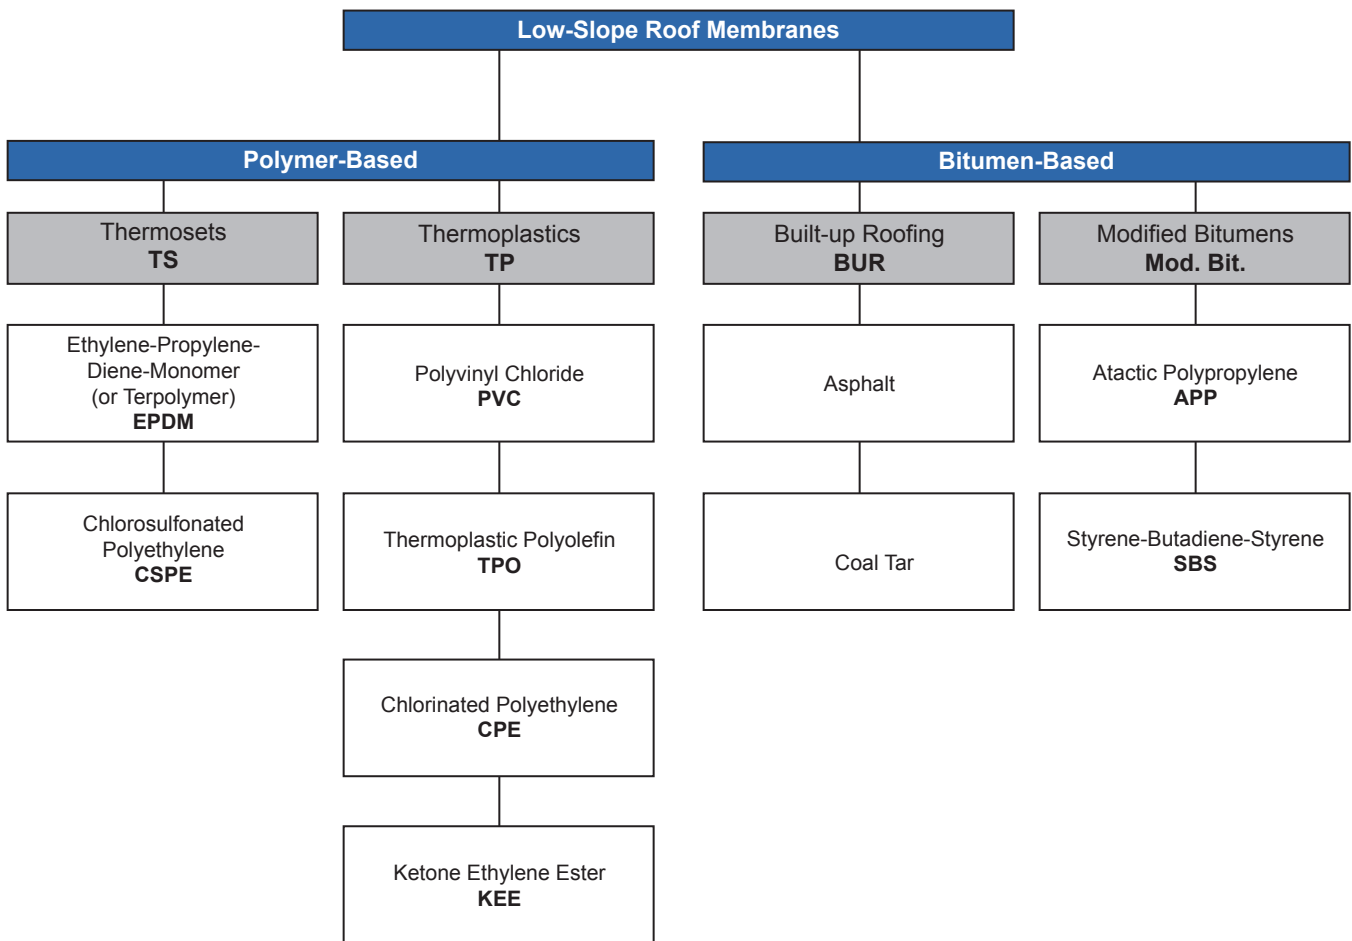 Low-Slope Roof Membranes
Polymer-Based
Bitumen-Based
Thermosets
TS
Thermoplastics
TP
Built-up Roofing
BUR
Modified Bitumens
Mod. Bit.
Ethylene-Propylene-
Diene-Monomer
(or Terpolymer)
EPDM
Polyvinyl Chloride
PVC
Asphalt
Atactic Polypropylene
APP
Chlorosulfonated
Polyethylene
CSPE
Thermoplastic Polyolefin
TPO
Coal Tar
Styrene-Butadiene-Styrene
SBS
Chlorinated Polyethylene
CPE
Ketone Ethylene Ester
KEE